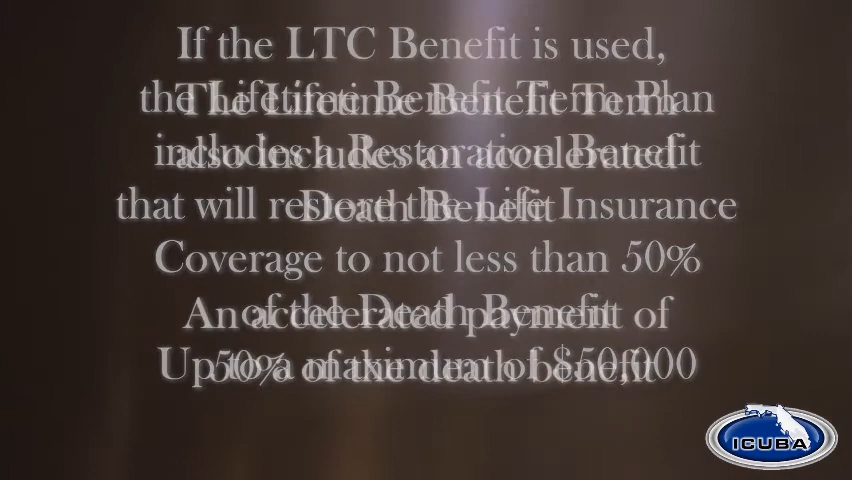 If the LTC Benefit is used,
the Lifetime Benefit Term Plan
includes a Restoration Benefit
that will restore the Life Insurance
Coverage to not less than 50%
of the Death Benefit
Up to a maximum of $50,000
The Lifetime Benefit Term
also includes an accelerated
Death Benefit
An accelerated payment of
50% of the death benefit
ICUBA